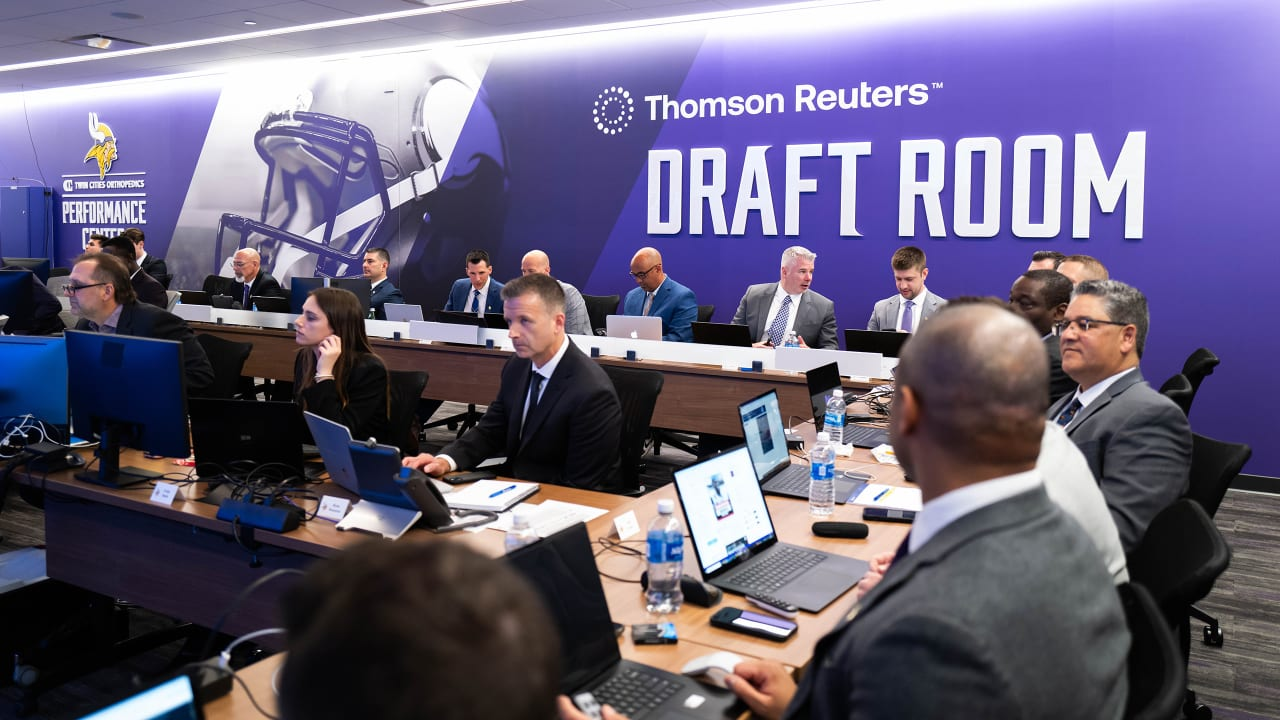 Thomson Reuters™
DRAFT ROOM
TWIN CITIES ORTHOPEDICS
PERFORMANCE
CENTER